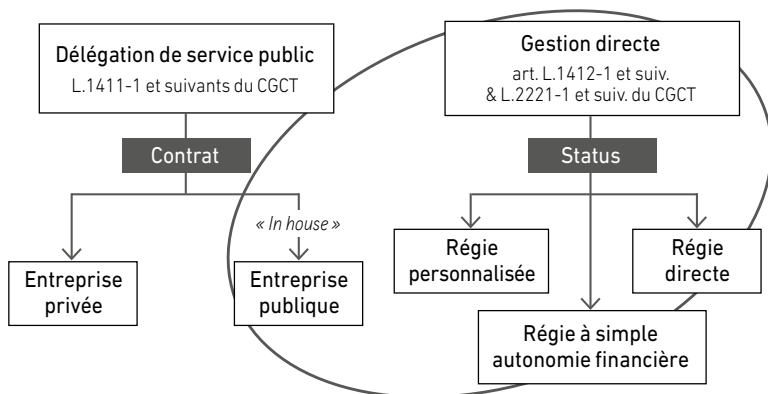 Délégation de service public
L.1411-1 et suivants du CGCT
Gestion directe
art. L.1412-1 et suiv.
& L.2221-1 et suiv. du CGCT
Contrat
Status
« In house »
Entreprise
privée
Entreprise
publique
Régie
personnalisée
Régie
directe
Régie à simple
autonomie financière